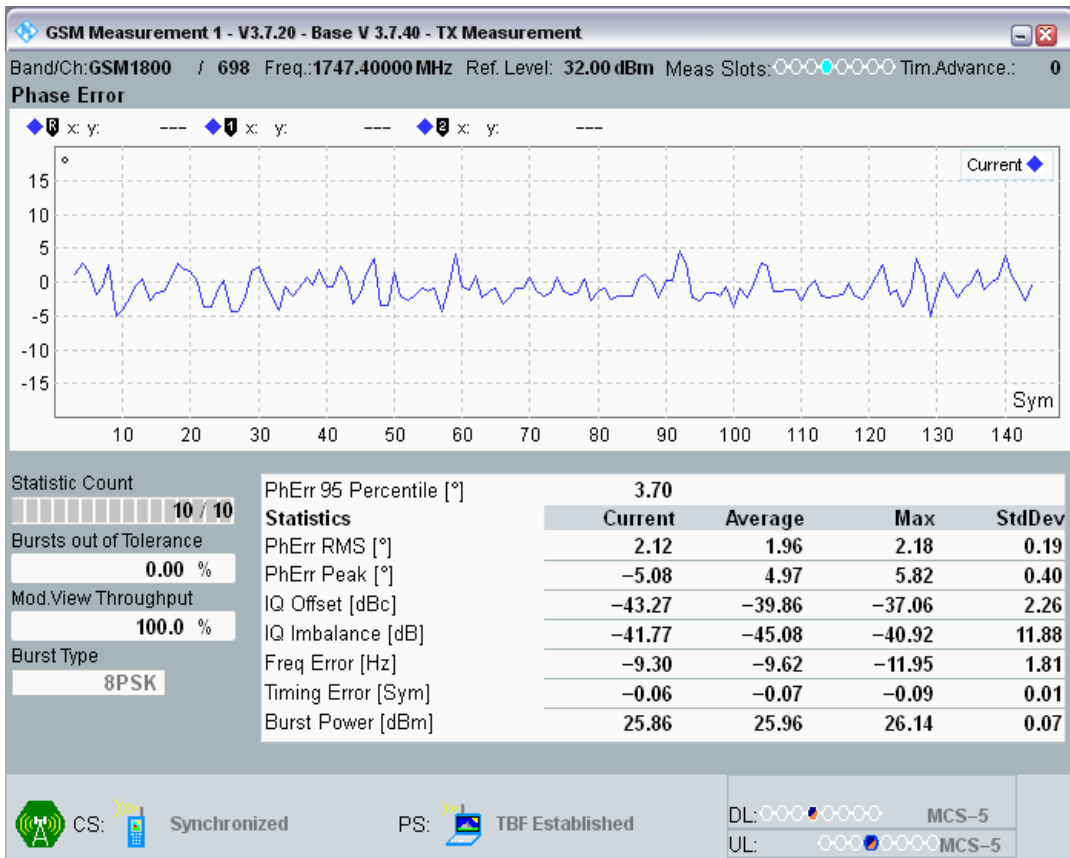 GSM Measurement 1 - V3.7.20 - Base V 3.7.40 - TX Measurement
Band/Ch:GSM1800 / 698 Freq.:1747.40000 MHz Ref. Level: 32.00 dBm Meas Slots: Tim.Advance.: 0
Phase Error
R x: y: --- 1 x: y: --- 2 x: y: ---
°
Current
15
10
5
0
-5
-10
-15
Sym
10 20 30 40 50 60 70 80 90 100 110 120 130 140
Statistic Count
10 / 10
Bursts out of Tolerance
0.00 %
Mod.View Throughput
100.0 %
Burst Type
8PSK
PhErr 95 Percentile [°] 3.70
Statistics Current Average Max StdDev
PhErr RMS [°] 2.12 1.96 2.18 0.19
PhErr Peak [°] −5.08 4.97 5.82 0.40
IQ Offset [dBc] −43.27 −39.86 −37.06 2.26
IQ Imbalance [dB] −41.77 −45.08 −40.92 11.88
Freq Error [Hz] −9.30 −9.62 −11.95 1.81
Timing Error [Sym] −0.06 −0.07 −0.09 0.01
Burst Power [dBm] 25.86 25.96 26.14 0.07
CS: Synchronized PS: TBF Established
DL: MCS−5
UL: MCS−5